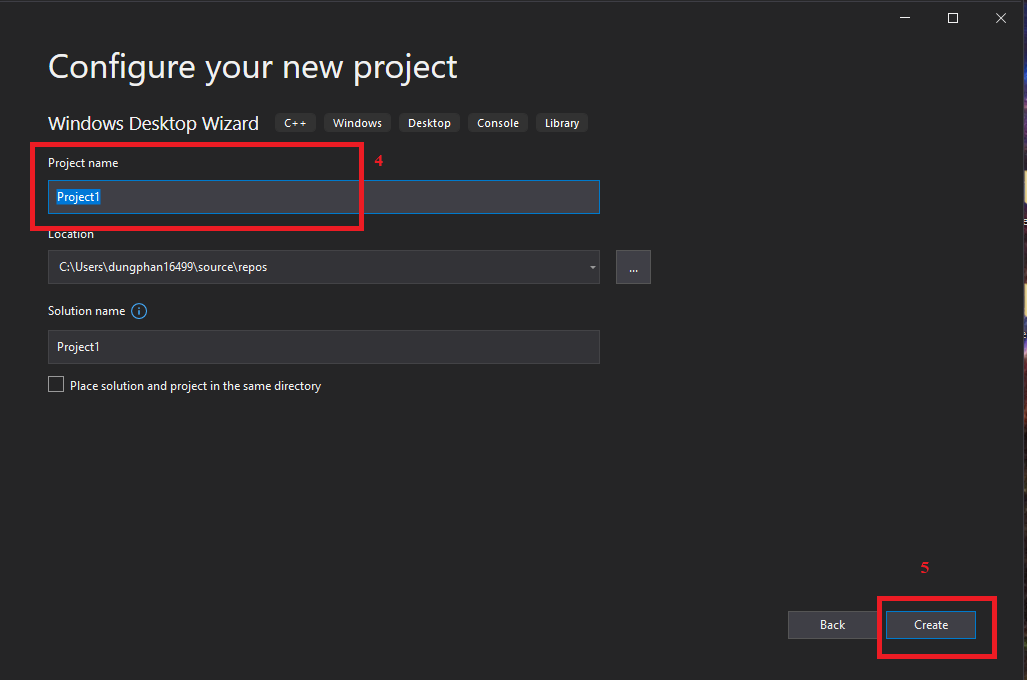 Configure your new project
Windows Desktop Wizard C++ Windows Desktop Console Library
Project name 4
Project1
Location
C:\Users\dungphan16499\source\repos ...
Solution name
Project1
Place solution and project in the same directory
5
Back Create